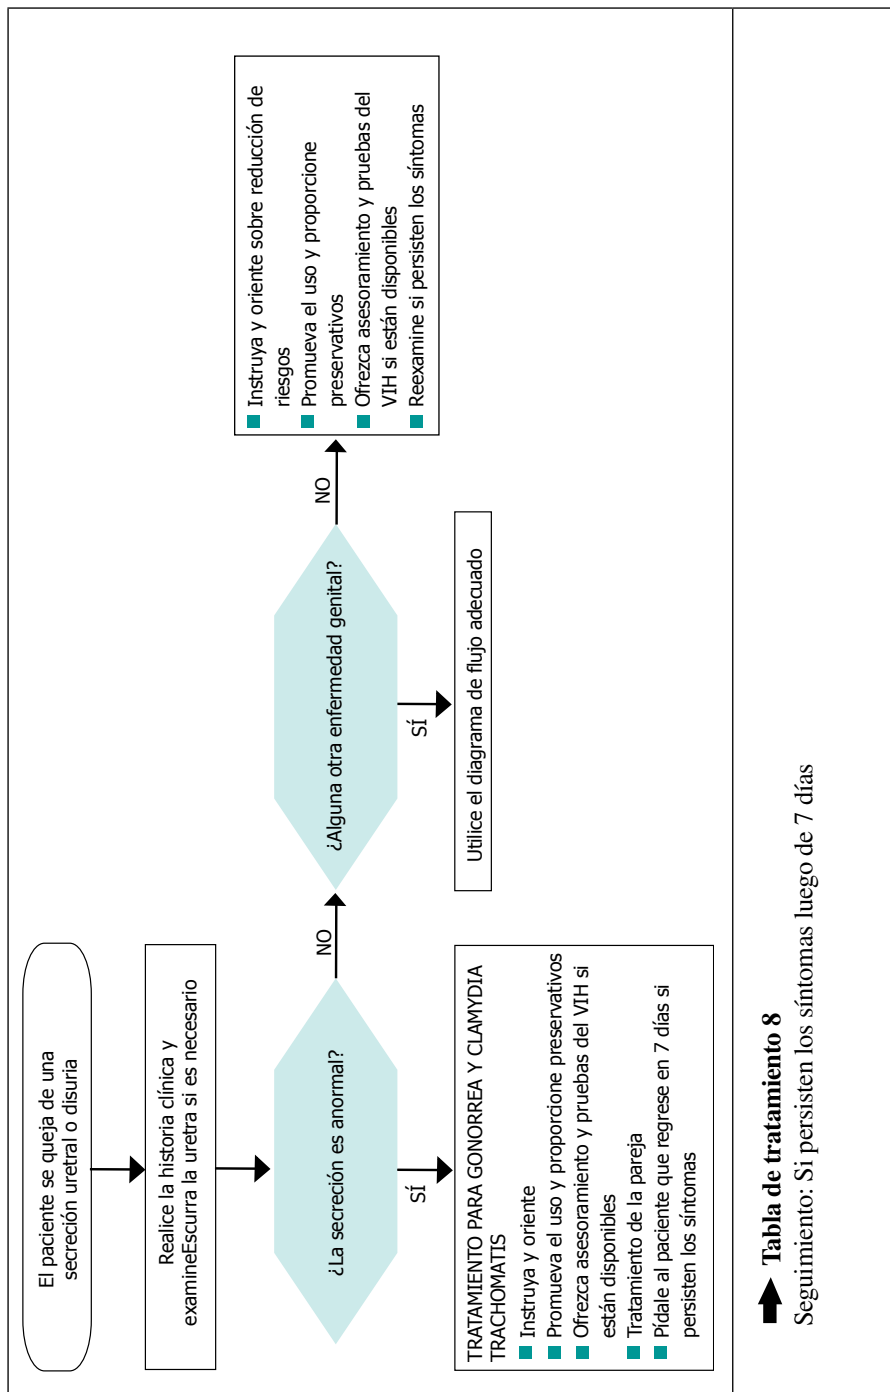 El paciente se queja de una
secreción uretral o disuria
Realice la historia clínica y
examineEscurra la uretra si es necesario
¿La secreción es anormal?
NO
SÍ
TRATAMIENTO PARA GONORREA Y CLAMYDIA
TRACHOMATIS
Instruya y oriente
Promueva el uso y proporcione preservativos
Ofrezca asesoramiento y pruebas del VIH si
están disponibles
Tratamiento de la pareja
Pídale al paciente que regrese en 7 días si
persisten los síntomas
¿Alguna otra enfermedad genital?
NO
SÍ
Utilice el diagrama de flujo adecuado
Instruya y oriente sobre reducción de
riesgos
Promueva el uso y proporcione
preservativos
Ofrezca asesoramiento y pruebas del
VIH si están disponibles
Reexamine si persisten los síntomas
Tabla de tratamiento 8
Seguimiento: Si persisten los síntomas luego de 7 días